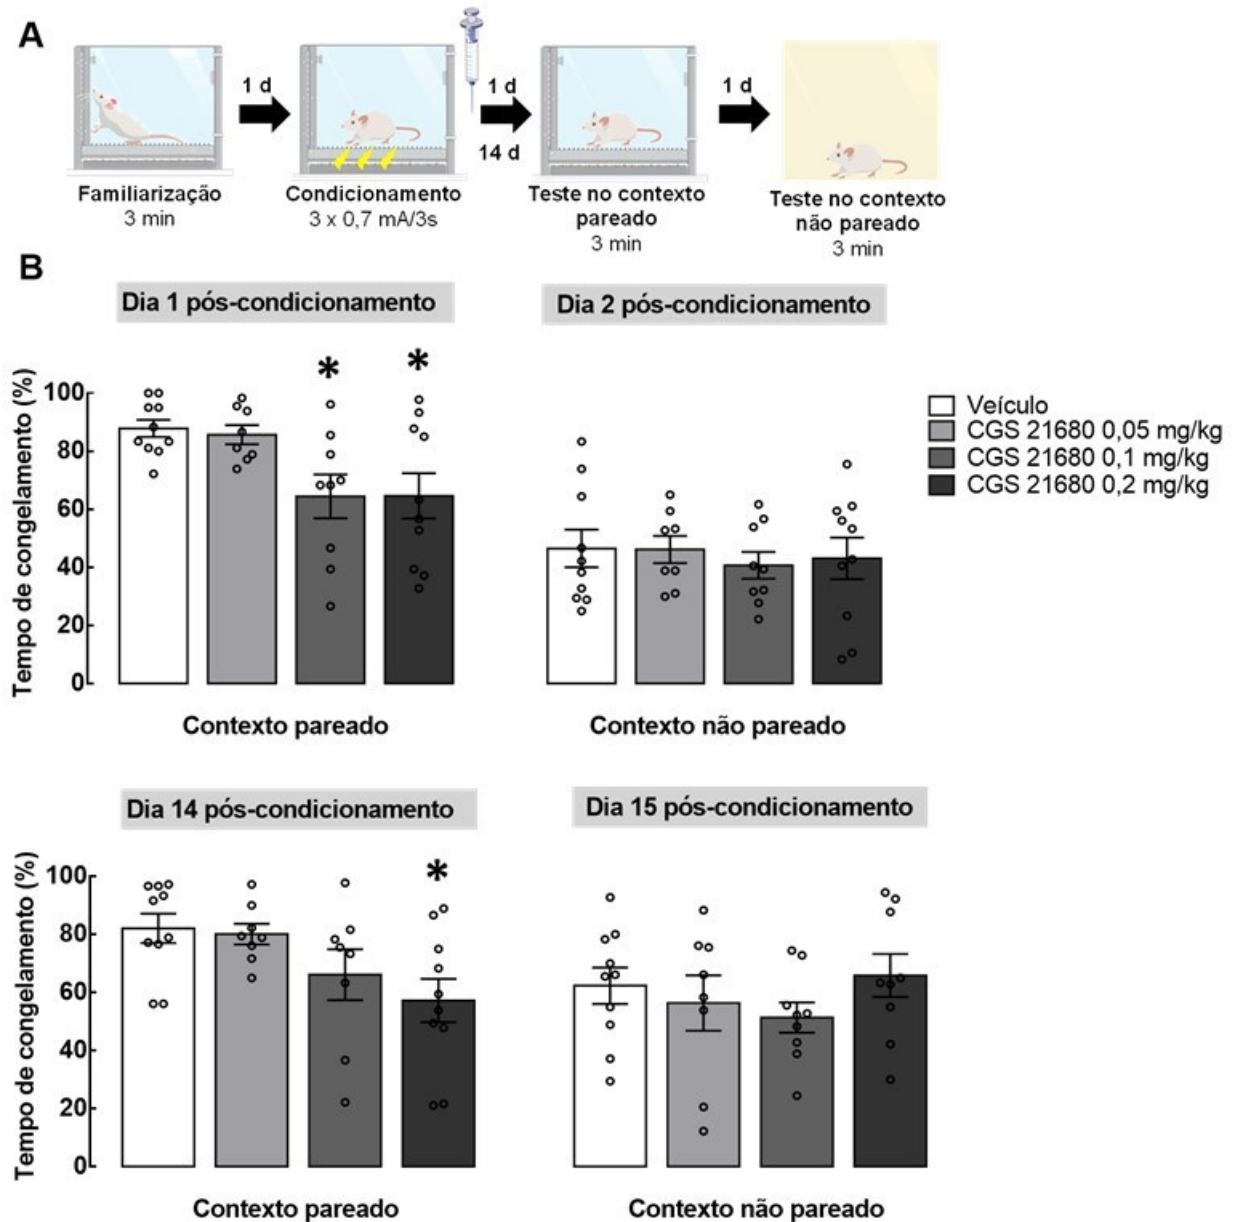 A
1 d
1 d
14 d
1 d
Familiarização
3 min
Condicionamento
3 x 0,7 mA/3s
Teste no contexto
pareado
3 min
Teste no contexto
não pareado
3 min
B
Dia 1 pós-condicionamento
Dia 2 pós-condicionamento
Tempo de congelamento (%)
100
80
60
40
20
0
*
*
Veículo
CGS 21680 0,05 mg/kg
CGS 21680 0,1 mg/kg
CGS 21680 0,2 mg/kg
Contexto pareado
Contexto não pareado
Dia 14 pós-condicionamento
Dia 15 pós-condicionamento
Tempo de congelamento (%)
100
80
60
40
20
0
*
Contexto pareado
Contexto não pareado